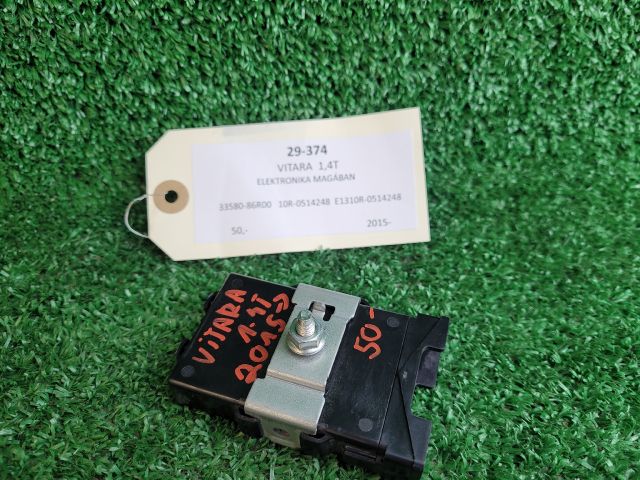 29-374
VITARA 1,4T
ELEKTRONIKA MAGÁBAN
33580-86R00 10R-0514248 E1310R-0514248
50,- 2015-
VITARA
1.4T
2015->
50-